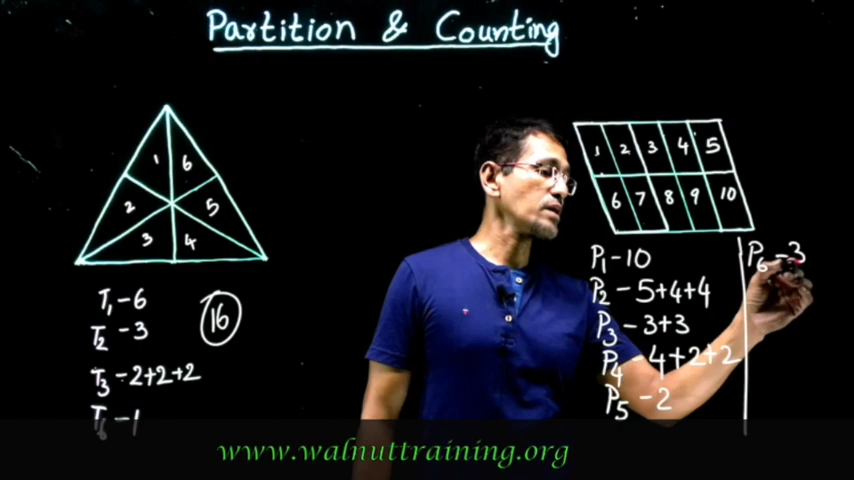 Partition & Counting
1 6
2 5
3 4
T1 - 6
T2 - 3
T3 - 2+2+2
T6 - 1
16
1 2 3 4 5
6 7 8 9 10
P1 - 10
P2 - 5+4+4
P3 - 3+3
P4 - 4+2+2
P5 - 2
P6 - 3
www.walnuttraining.org